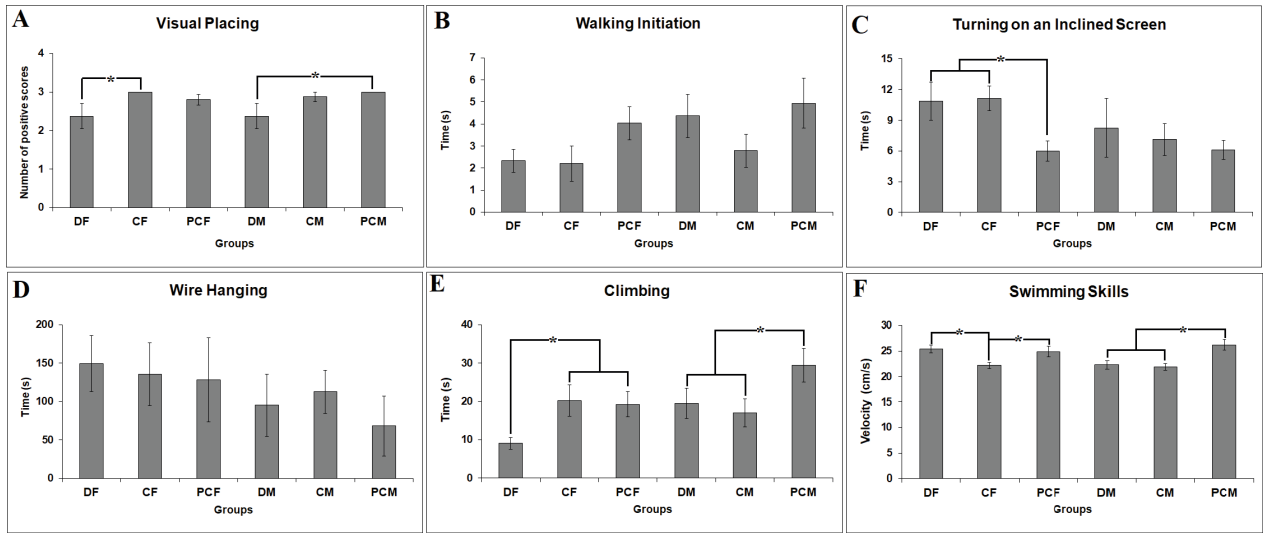 A
Visual Placing
Number of positive scores
4
3
2
1
0
*
*
DF CF PCF DM CM PCM
Groups
B
Walking Initiation
Time (s)
7
6
5
4
3
2
1
0
DF CF PCF DM CM PCM
Groups
C
Turning on an Inclined Screen
Time (s)
15
12
9
6
3
0
*
DF CF PCF DM CM PCM
Groups
D
Wire Hanging
Time (s)
200
150
100
50
0
DF CF PCF DM CM PCM
Groups
E
Climbing
Time (s)
40
30
20
10
0
*
*
DF CF PCF DM CM PCM
Groups
F
Swimming Skills
Velocity (cm/s)
30
25
20
15
10
5
0
*
*
*
DF CF PCF DM CM PCM
Groups